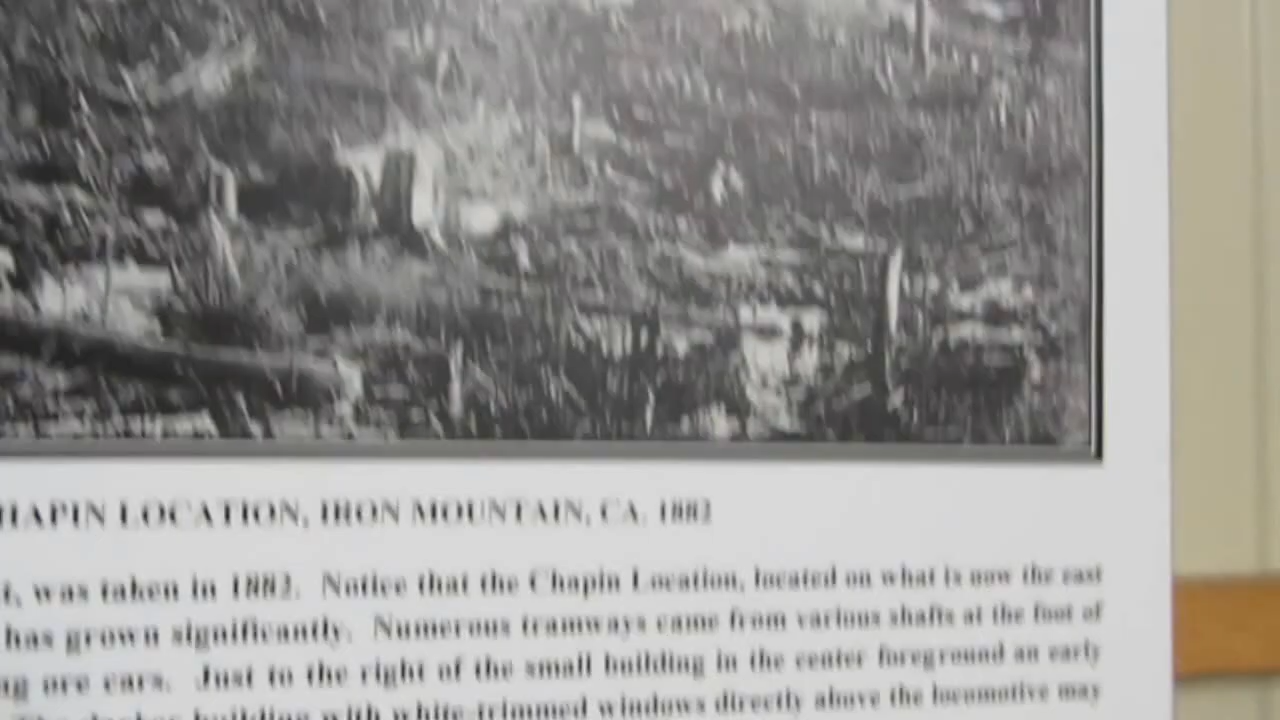 HAPIN LOCATION, IRON MOUNTAIN, CA. 1882
t, was taken in 1882. Notice that the Chapin Location, located on what is now the east
has grown significantly. Numerous tramways came from various shafts at the foot of
ng ore cars. Just to the right of the small building in the center foreground an early
The darker building with white-trimmed windows directly above the locomotive may